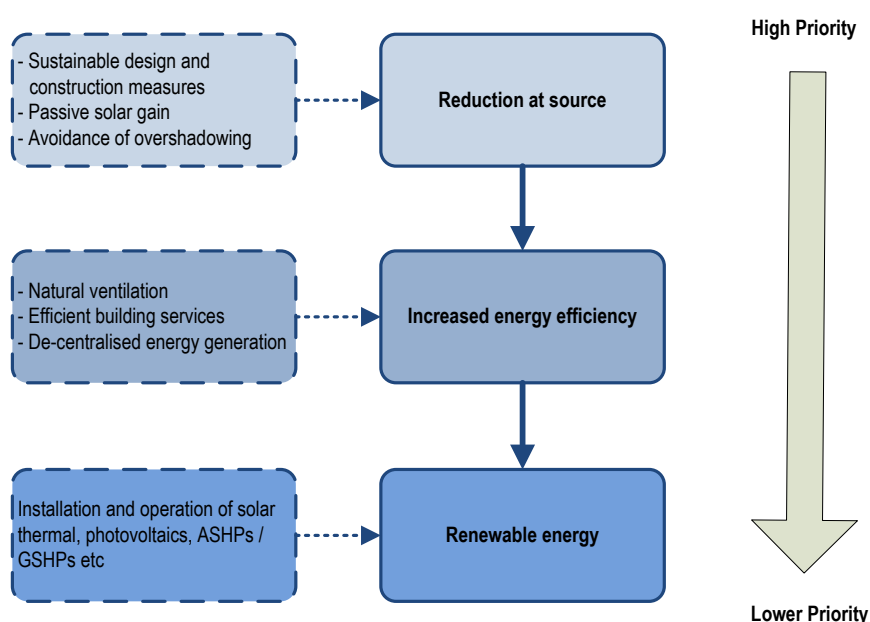 High Priority
- Sustainable design and
construction measures
- Passive solar gain
- Avoidance of overshadowing
Reduction at source
- Natural ventilation
- Efficient building services
- De-centralised energy generation
Increased energy efficiency
Installation and operation of solar
thermal, photovoltaics, ASHPs /
GSHPs etc
Renewable energy
Lower Priority